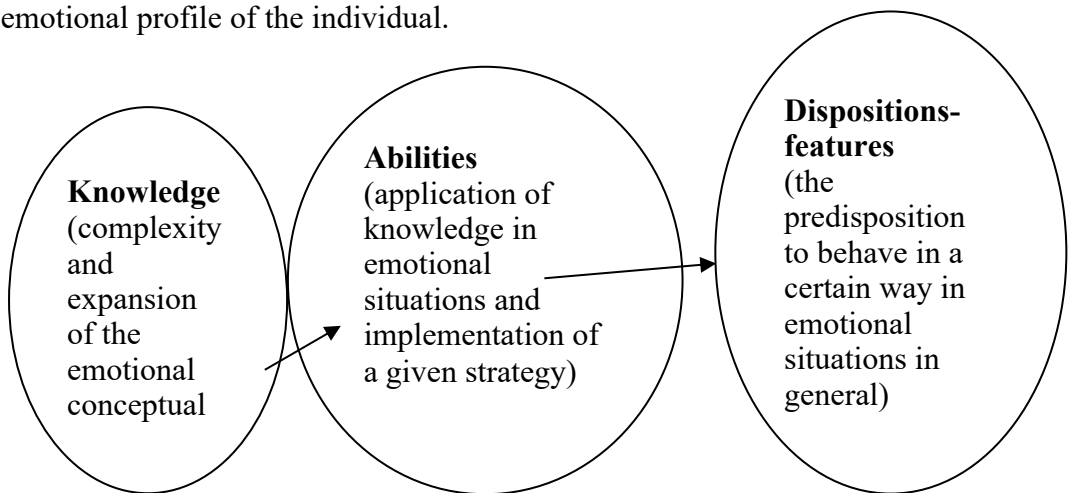 emotional profile of the individual.
Knowledge
(complexity
and
expansion
of the
emotional
conceptual
Abilities
(application of
knowledge in
emotional
situations and
implementation of
a given strategy)
Dispositions-
features
(the
predisposition
to behave in a
certain way in
emotional
situations in
general)